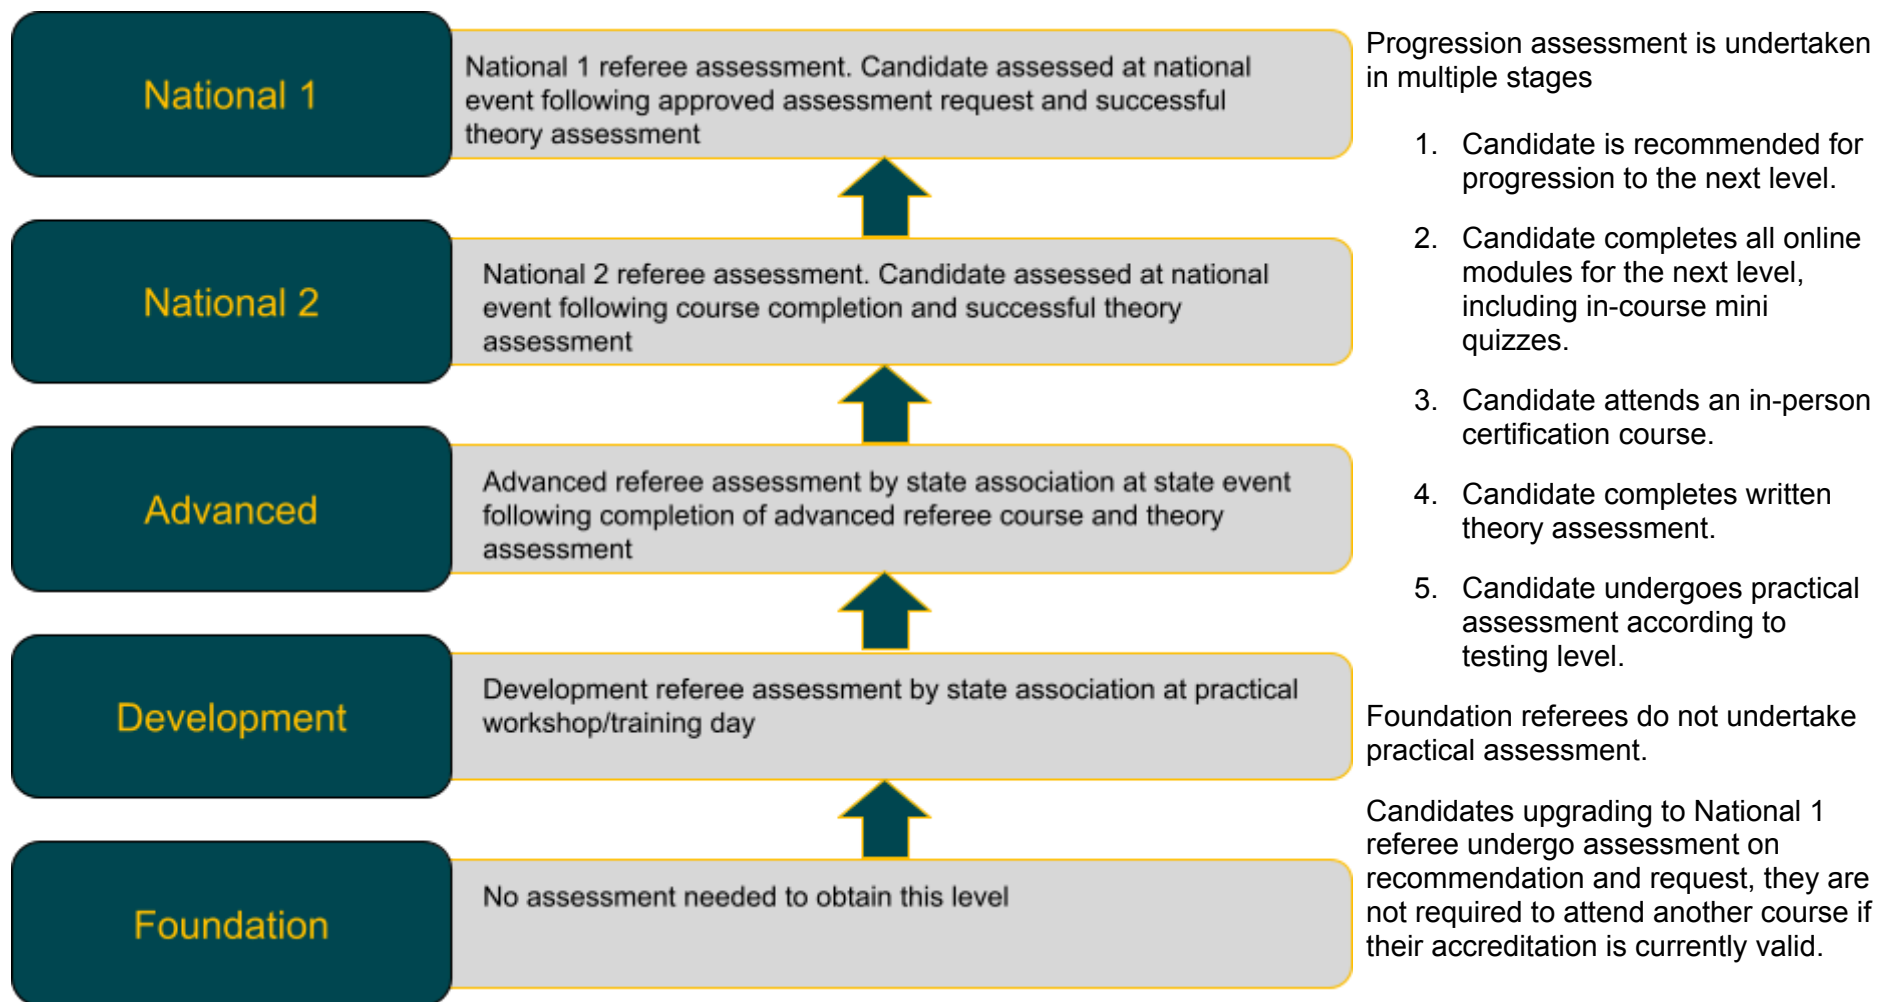 National 1
National 1 referee assessment. Candidate assessed at national
event following approved assessment request and successful
theory assessment
National 2
National 2 referee assessment. Candidate assessed at national
event following course completion and successful theory
assessment
Advanced
Advanced referee assessment by state association at state event
following completion of advanced referee course and theory
assessment
Development
Development referee assessment by state association at practical
workshop/training day
Foundation
No assessment needed to obtain this level
Progression assessment is undertaken
in multiple stages
1. Candidate is recommended for
progression to the next level.
2. Candidate completes all online
modules for the next level,
including in-course mini
quizzes.
3. Candidate attends an in-person
certification course.
4. Candidate completes written
theory assessment.
5. Candidate undergoes practical
assessment according to
testing level.
Foundation referees do not undertake
practical assessment.
Candidates upgrading to National 1
referee undergo assessment on
recommendation and request, they are
not required to attend another course if
their accreditation is currently valid.